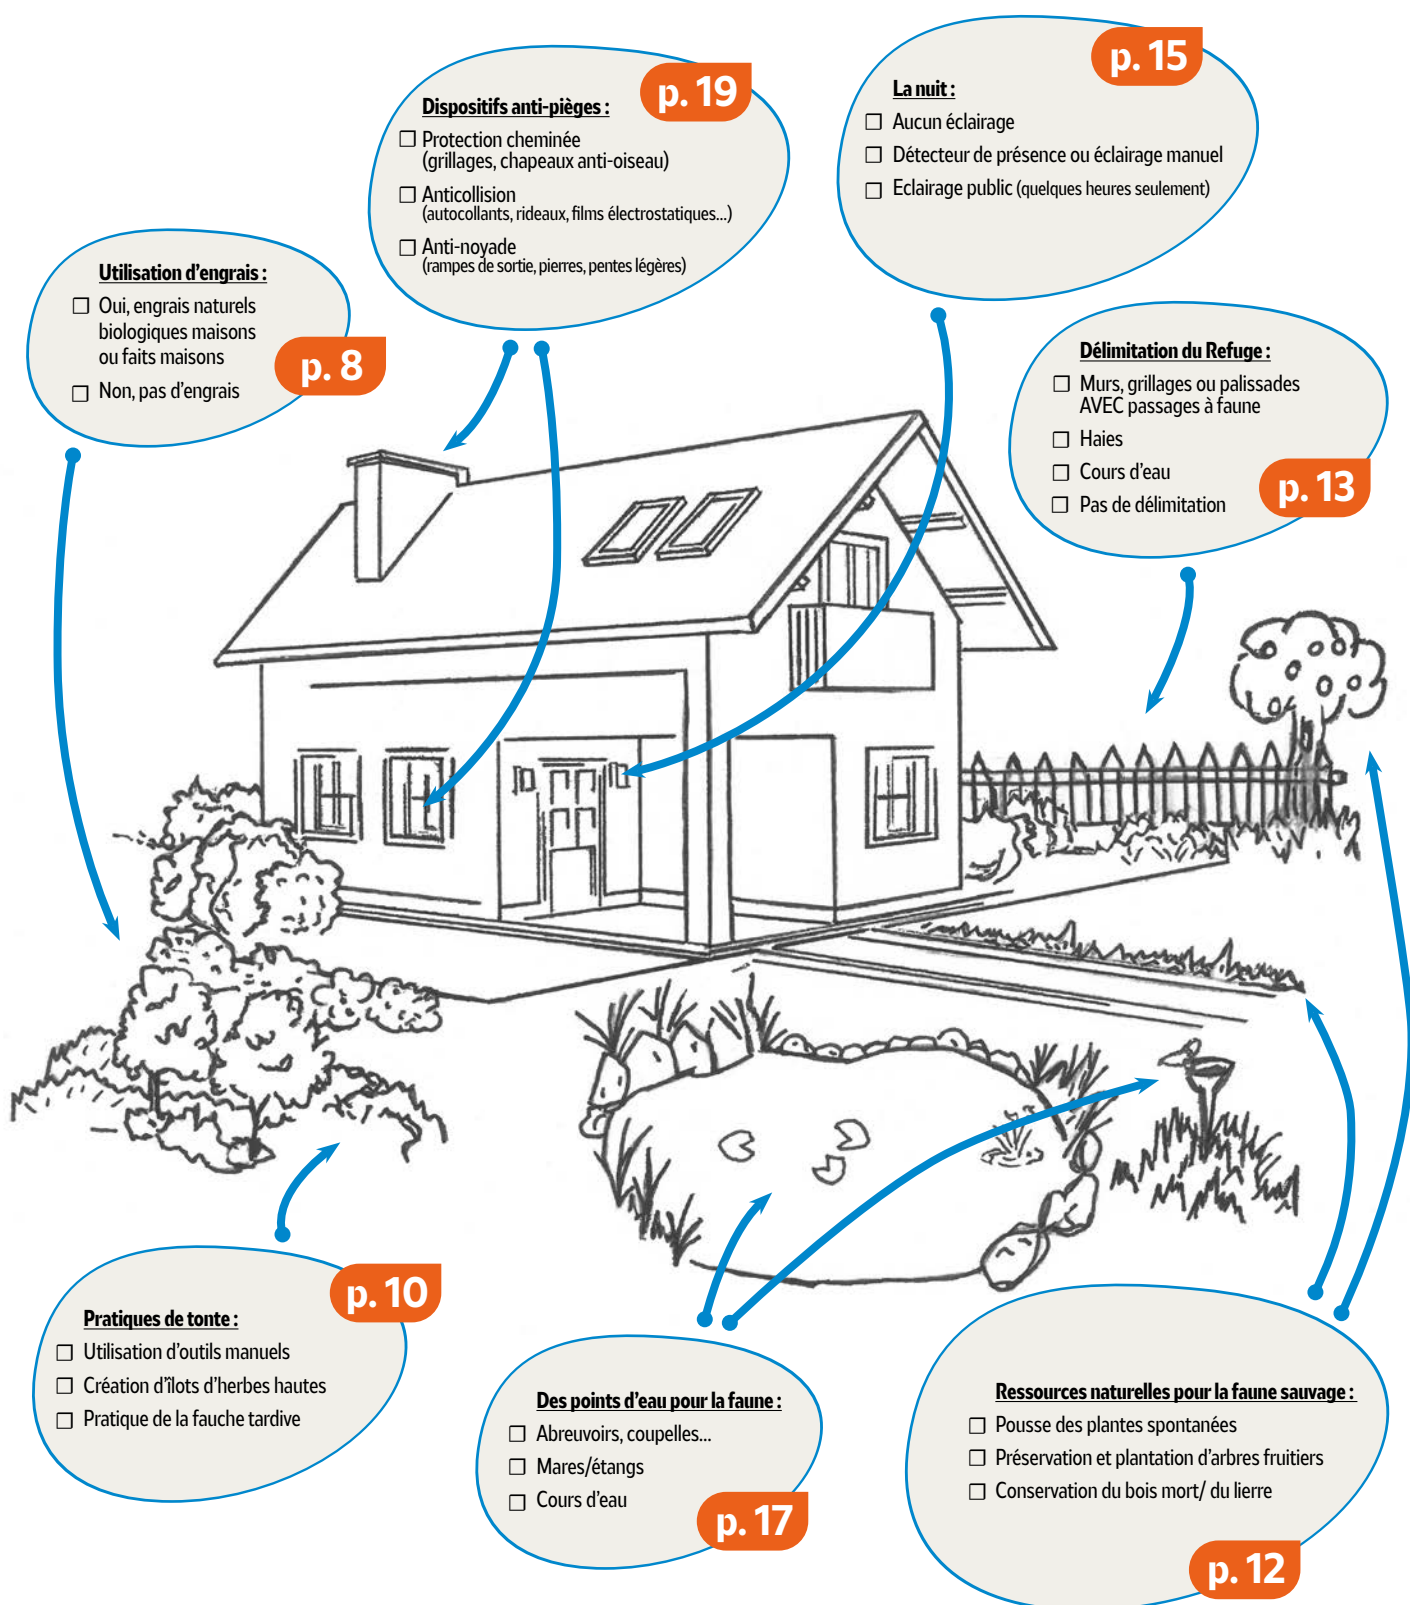 p. 19
Dispositifs anti-pièges :
❒ Protection cheminée
(grillages, chapeaux anti-oiseau)
❒ Anticollision
(autocollants, rideaux, films électrostatiques...)
❒ Anti-noyade
(rampes de sortie, pierres, pentes légères)
p. 15
La nuit :
❒ Aucun éclairage
❒ Détecteur de présence ou éclairage manuel
❒ Eclairage public (quelques heures seulement)
Utilisation d’engrais :
❒ Oui, engrais naturels
biologiques maisons
ou faits maisons
❒ Non, pas d’engrais
p. 8
Délimitation du Refuge :
❒ Murs, grillages ou palissades
AVEC passages à faune
❒ Haies
❒ Cours d’eau
❒ Pas de délimitation
p. 13
p. 10
Pratiques de tonte :
❒ Utilisation d’outils manuels
❒ Création d’îlots d’herbes hautes
❒ Pratique de la fauche tardive
Des points d’eau pour la faune :
❒ Abreuvoirs, coupelles...
❒ Mares/étangs
❒ Cours d’eau
p. 17
Ressources naturelles pour la faune sauvage :
❒ Pousse des plantes spontanées
❒ Préservation et plantation d’arbres fruitiers
❒ Conservation du bois mort/ du lierre
p. 12